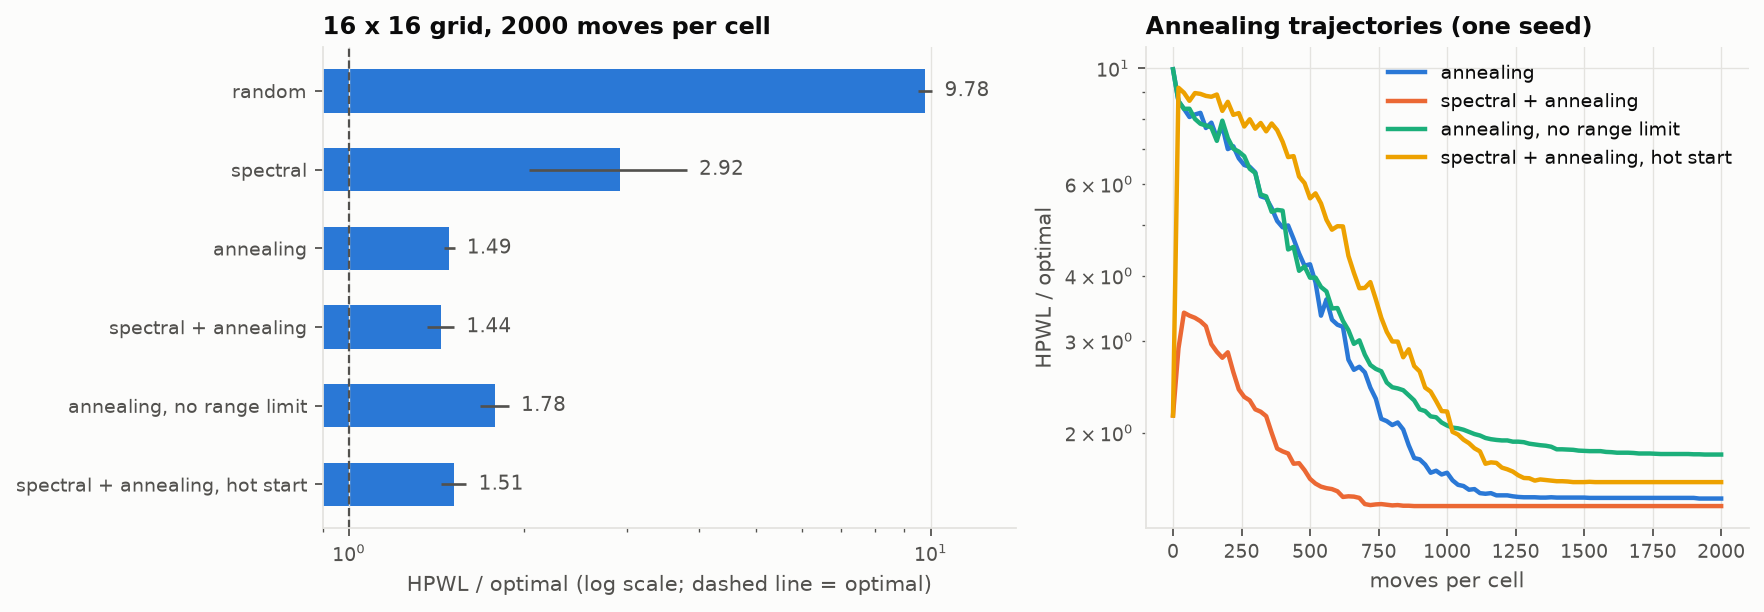 16 x 16 grid, 2000 moves per cell
random
9.78
spectral
2.92
annealing
1.49
spectral + annealing
1.44
annealing, no range limit
1.78
spectral + annealing, hot start
1.51
10⁰
10¹
HPWL / optimal (log scale; dashed line = optimal)
Annealing trajectories (one seed)
annealing
spectral + annealing
annealing, no range limit
spectral + annealing, hot start
10¹
6 × 10⁰
4 × 10⁰
3 × 10⁰
2 × 10⁰
HPWL / optimal
0 250 500 750 1000 1250 1500 1750 2000
moves per cell